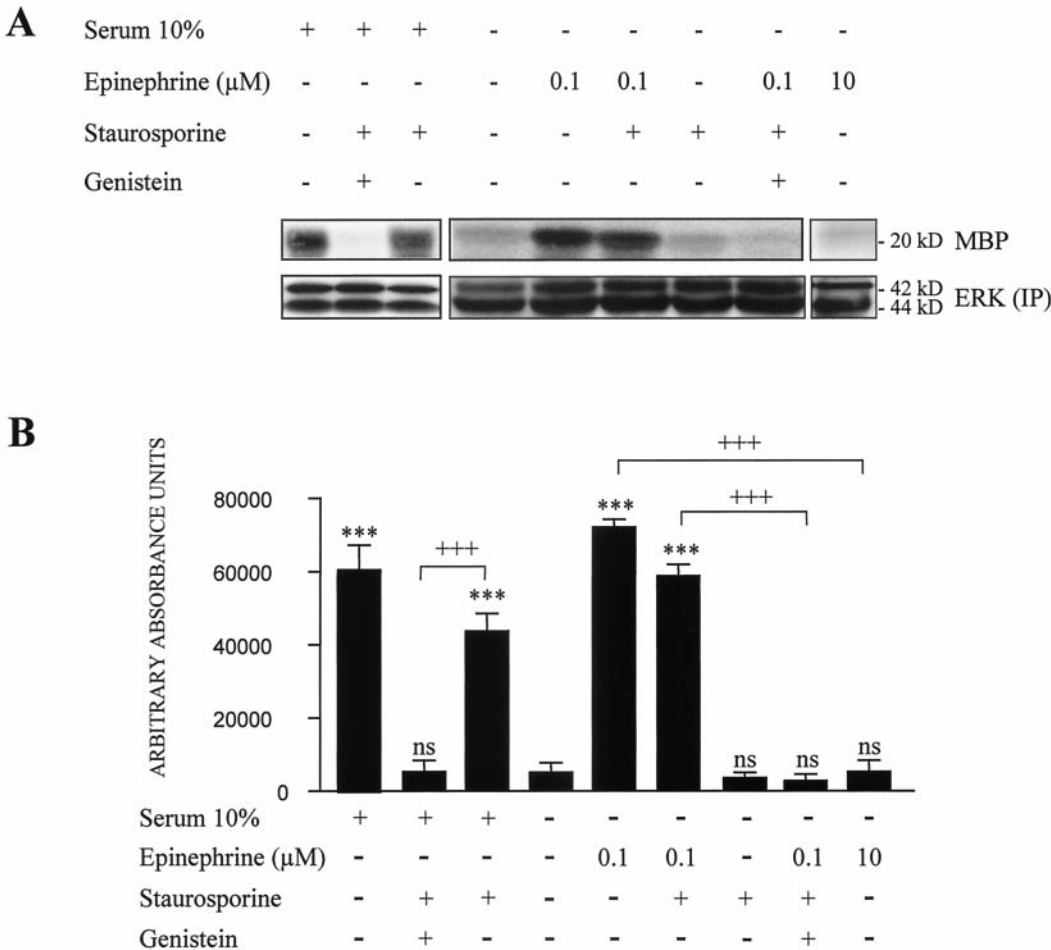 A
Serum 10% + + + - - - - - -
Epinephrine (µM) - - - - 0.1 0.1 - 0.1 10
Staurosporine - + + - - + + + -
Genistein - + - - - - - + -
- 20 kD MBP
- 42 kD
- 44 kD ERK (IP)
B
ARBITRARY ABSORBANCE UNITS
+++
+++
80000
***
***
+++
***
60000
***
40000
20000
ns
ns
ns
ns
0
Serum 10% + + + - - - - - -
Epinephrine (µM) - - - - 0.1 0.1 - 0.1 10
Staurosporine - + + - - + + + -
Genistein - + - - - - - + -